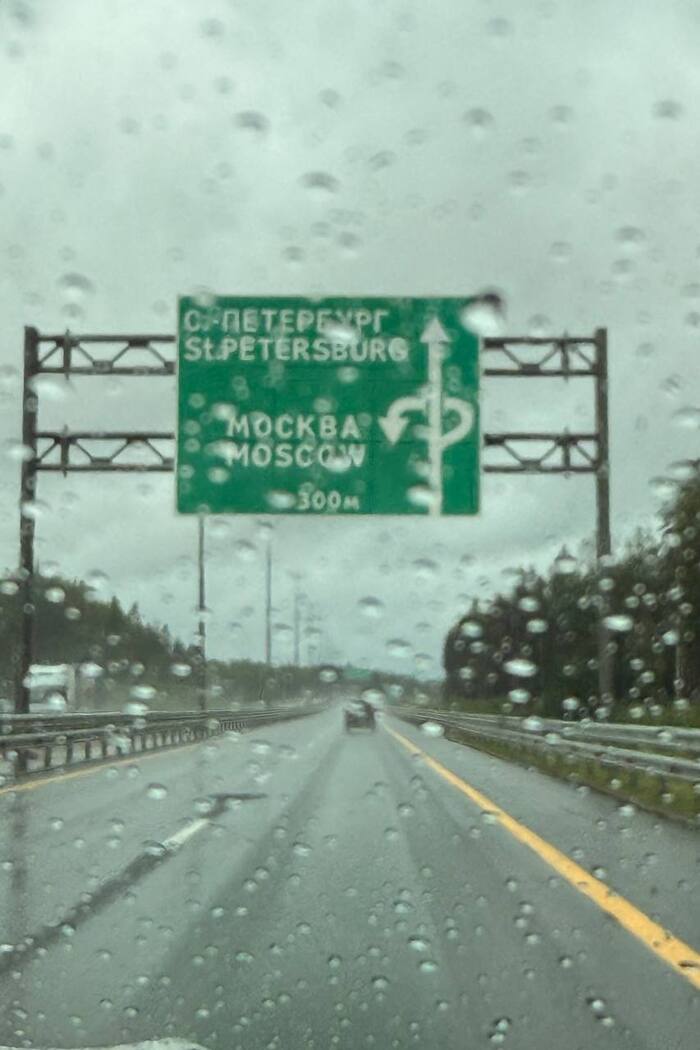 С.-ПЕТЕРБУРГ
St.PETERSBURG
МОСКВА
MOSCOW
300м